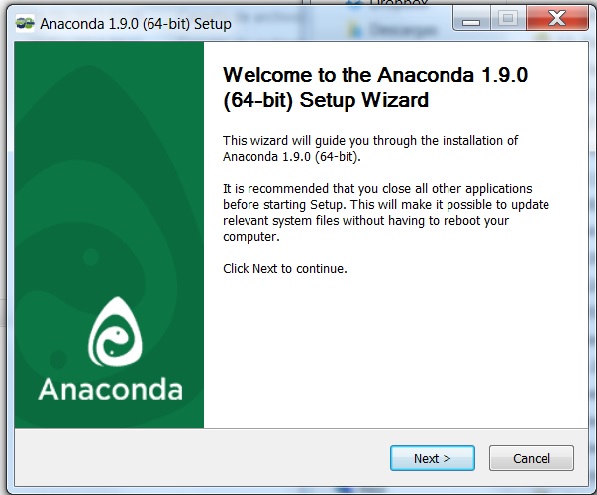 Dropbox
Descargas
Anaconda 1.9.0 (64-bit) Setup
Welcome to the Anaconda 1.9.0
(64-bit) Setup Wizard
This wizard will guide you through the installation of
Anaconda 1.9.0 (64-bit).
It is recommended that you close all other applications
before starting Setup. This will make it possible to update
relevant system files without having to reboot your
computer.
Click Next to continue.
Anaconda
Next >
Cancel